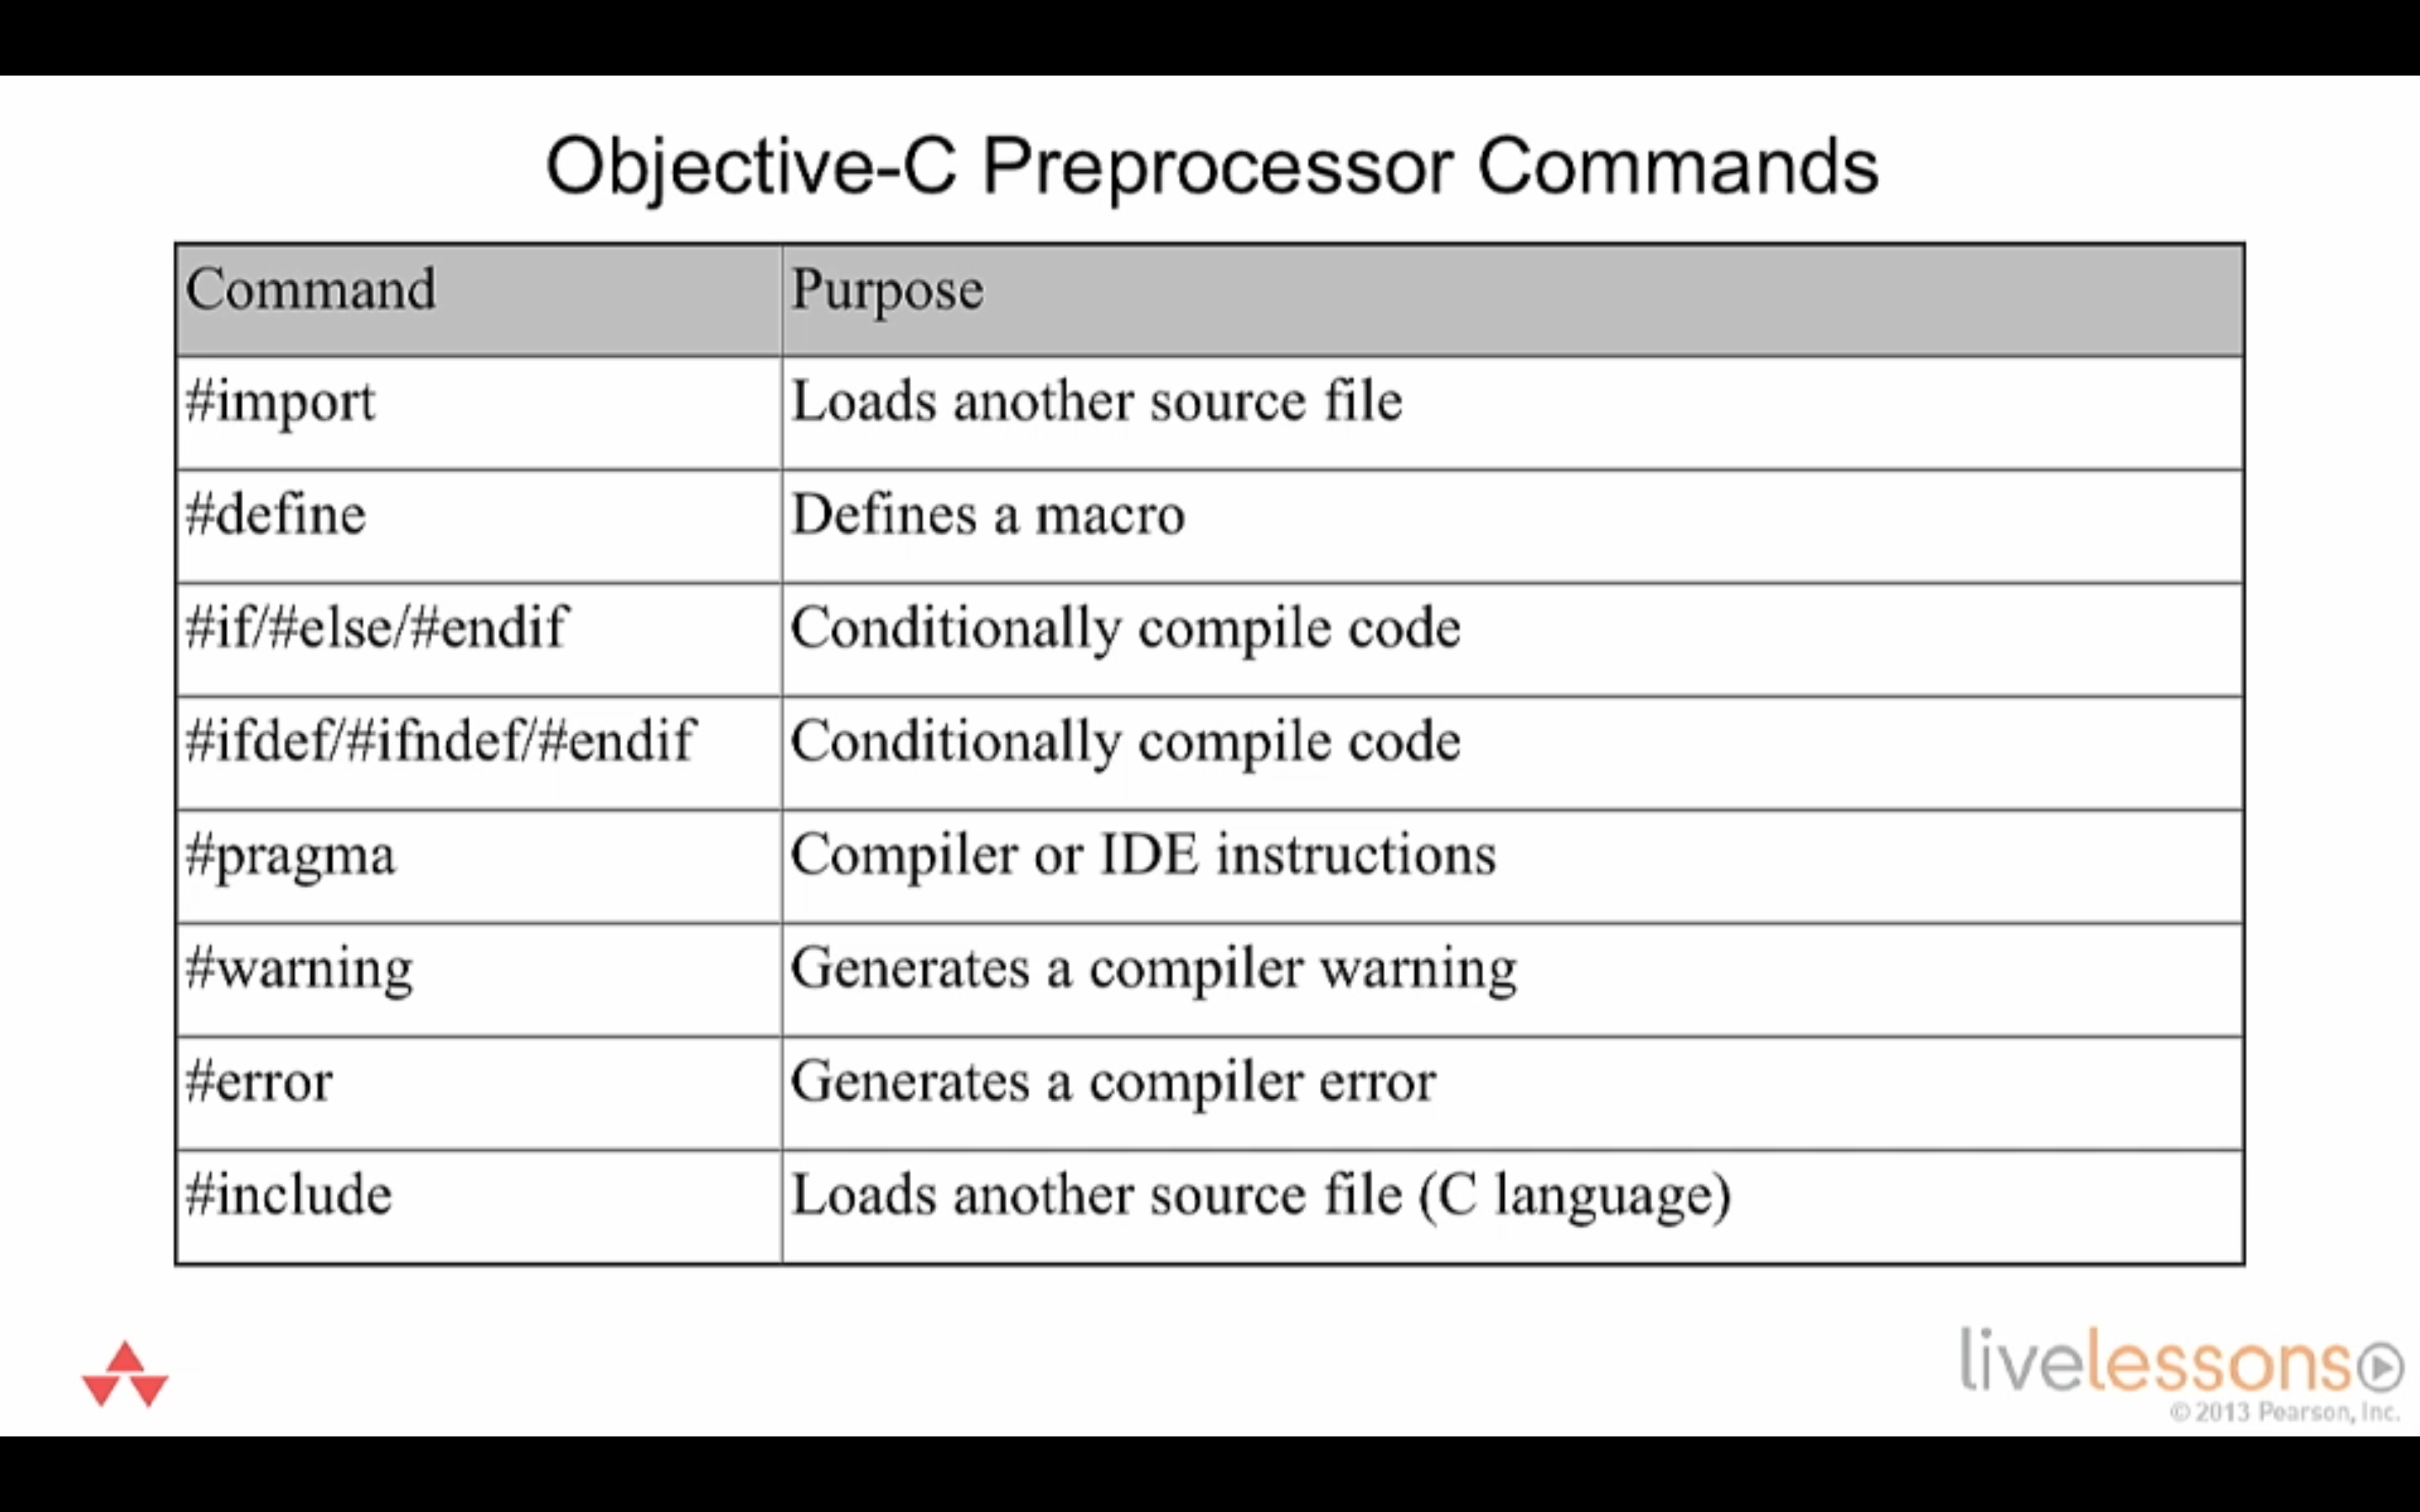 Objective-C Preprocessor Commands
Command Purpose
#import Loads another source file
#define Defines a macro
#if/#else/#endif Conditionally compile code
#ifdef/#ifndef/#endif Conditionally compile code
#pragma Compiler or IDE instructions
#warning Generates a compiler warning
#error Generates a compiler error
#include Loads another source file (C language)
livelessons
© 2013 Pearson, Inc.